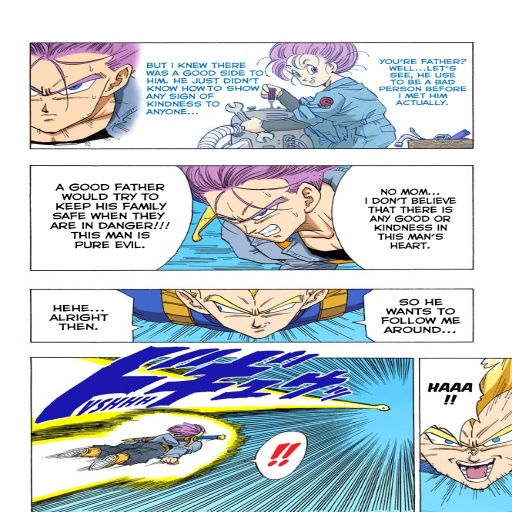 YOU'RE FATHER?
WELL...LET'S
SEE, HE USE
TO BE A BAD
PERSON BEFORE
I MET HIM
ACTUALLY.
BUT I KNEW THERE
WAS A GOOD SIDE TO
HIM. HE JUST DIDN'T
KNOW HOW TO SHOW
ANY SIGN OF
KINDNESS TO
ANYONE...
NO MOM...
I DON'T BELIEVE
THAT THERE IS
ANY GOOD OR
KINDNESS IN
THIS MAN'S
HEART.
A GOOD FATHER
WOULD TRY TO
KEEP HIS FAMILY
SAFE WHEN THEY
ARE IN DANGER!!!
THIS MAN IS
PURE EVIL.
SO HE
WANTS TO
FOLLOW ME
AROUND...
HEHE...
ALRIGHT
THEN.
VSHHH!!
!!
HAAA
!!